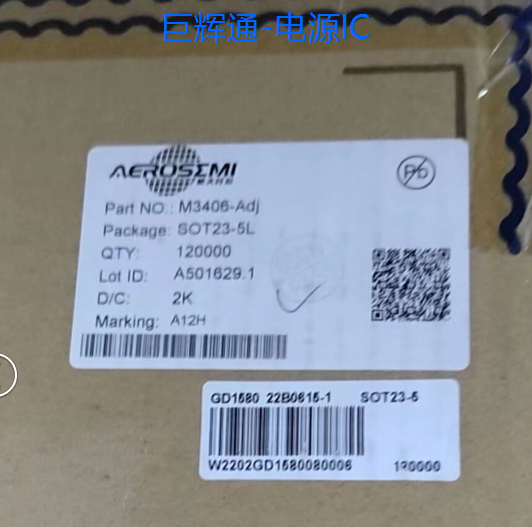 巨辉通-电源IC
AEROSEMI
Pb
Part NO.: M3406-Adj
Package: SOT23-5L
QTY: 120000
Lot ID: A501629.1
D/C: 2K
Marking: A12H
GD1580 22B0615-1 SOT23-5
W2202GD1580080006 120000